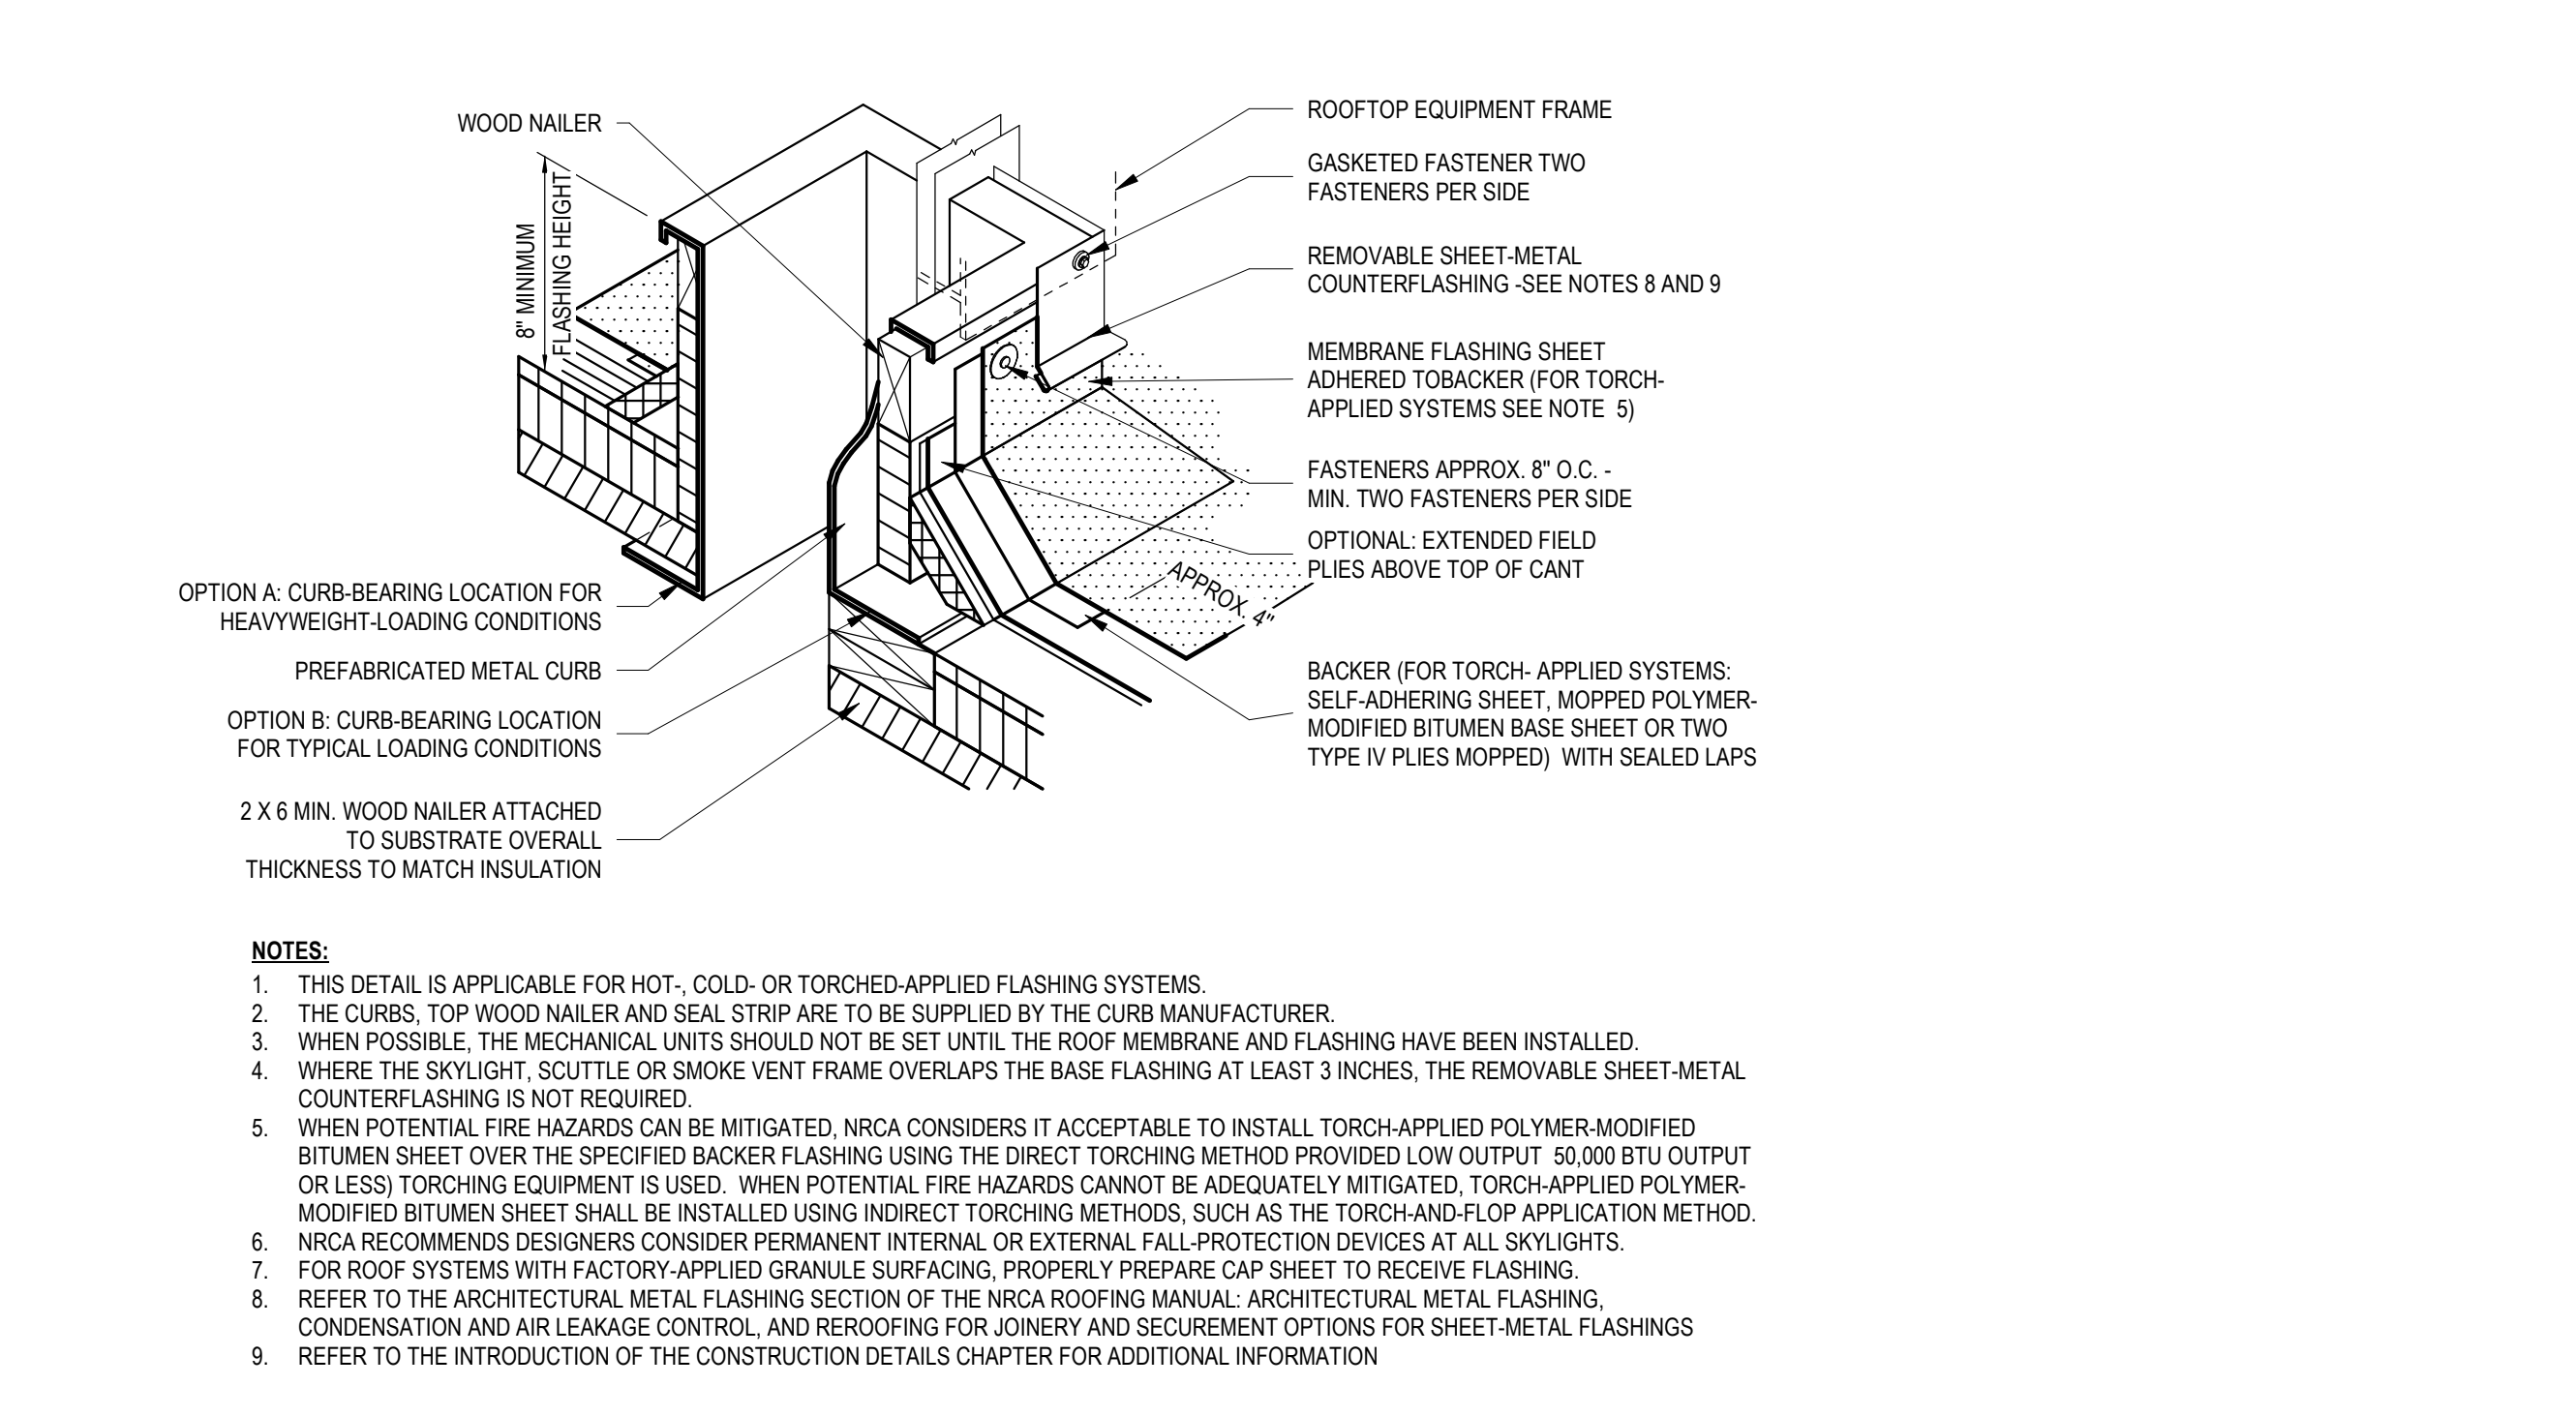 WOOD NAILER
8" MINIMUM
FLASHING HEIGHT
OPTION A: CURB-BEARING LOCATION FOR
HEAVYWEIGHT-LOADING CONDITIONS
PREFABRICATED METAL CURB
OPTION B: CURB-BEARING LOCATION
FOR TYPICAL LOADING CONDITIONS
2 X 6 MIN. WOOD NAILER ATTACHED
TO SUBSTRATE OVERALL
THICKNESS TO MATCH INSULATION
ROOFTOP EQUIPMENT FRAME
GASKETED FASTENER TWO
FASTENERS PER SIDE
REMOVABLE SHEET-METAL
COUNTERFLASHING -SEE NOTES 8 AND 9
MEMBRANE FLASHING SHEET
ADHERED TOBACKER (FOR TORCH-
APPLIED SYSTEMS SEE NOTE 5)
FASTENERS APPROX. 8" O.C. -
MIN. TWO FASTENERS PER SIDE
OPTIONAL: EXTENDED FIELD
PLIES ABOVE TOP OF CANT
APPROX. 4"
BACKER (FOR TORCH- APPLIED SYSTEMS:
SELF-ADHERING SHEET, MOPPED POLYMER-
MODIFIED BITUMEN BASE SHEET OR TWO
TYPE IV PLIES MOPPED) WITH SEALED LAPS
NOTES:
1. THIS DETAIL IS APPLICABLE FOR HOT-, COLD- OR TORCHED-APPLIED FLASHING SYSTEMS.
2. THE CURBS, TOP WOOD NAILER AND SEAL STRIP ARE TO BE SUPPLIED BY THE CURB MANUFACTURER.
3. WHEN POSSIBLE, THE MECHANICAL UNITS SHOULD NOT BE SET UNTIL THE ROOF MEMBRANE AND FLASHING HAVE BEEN INSTALLED.
4. WHERE THE SKYLIGHT, SCUTTLE OR SMOKE VENT FRAME OVERLAPS THE BASE FLASHING AT LEAST 3 INCHES, THE REMOVABLE SHEET-METAL
COUNTERFLASHING IS NOT REQUIRED.
5. WHEN POTENTIAL FIRE HAZARDS CAN BE MITIGATED, NRCA CONSIDERS IT ACCEPTABLE TO INSTALL TORCH-APPLIED POLYMER-MODIFIED
BITUMEN SHEET OVER THE SPECIFIED BACKER FLASHING USING THE DIRECT TORCHING METHOD PROVIDED LOW OUTPUT 50,000 BTU OUTPUT
OR LESS) TORCHING EQUIPMENT IS USED. WHEN POTENTIAL FIRE HAZARDS CANNOT BE ADEQUATELY MITIGATED, TORCH-APPLIED POLYMER-
MODIFIED BITUMEN SHEET SHALL BE INSTALLED USING INDIRECT TORCHING METHODS, SUCH AS THE TORCH-AND-FLOP APPLICATION METHOD.
6. NRCA RECOMMENDS DESIGNERS CONSIDER PERMANENT INTERNAL OR EXTERNAL FALL-PROTECTION DEVICES AT ALL SKYLIGHTS.
7. FOR ROOF SYSTEMS WITH FACTORY-APPLIED GRANULE SURFACING, PROPERLY PREPARE CAP SHEET TO RECEIVE FLASHING.
8. REFER TO THE ARCHITECTURAL METAL FLASHING SECTION OF THE NRCA ROOFING MANUAL: ARCHITECTURAL METAL FLASHING,
CONDENSATION AND AIR LEAKAGE CONTROL, AND REROOFING FOR JOINERY AND SECUREMENT OPTIONS FOR SHEET-METAL FLASHINGS
9. REFER TO THE INTRODUCTION OF THE CONSTRUCTION DETAILS CHAPTER FOR ADDITIONAL INFORMATION